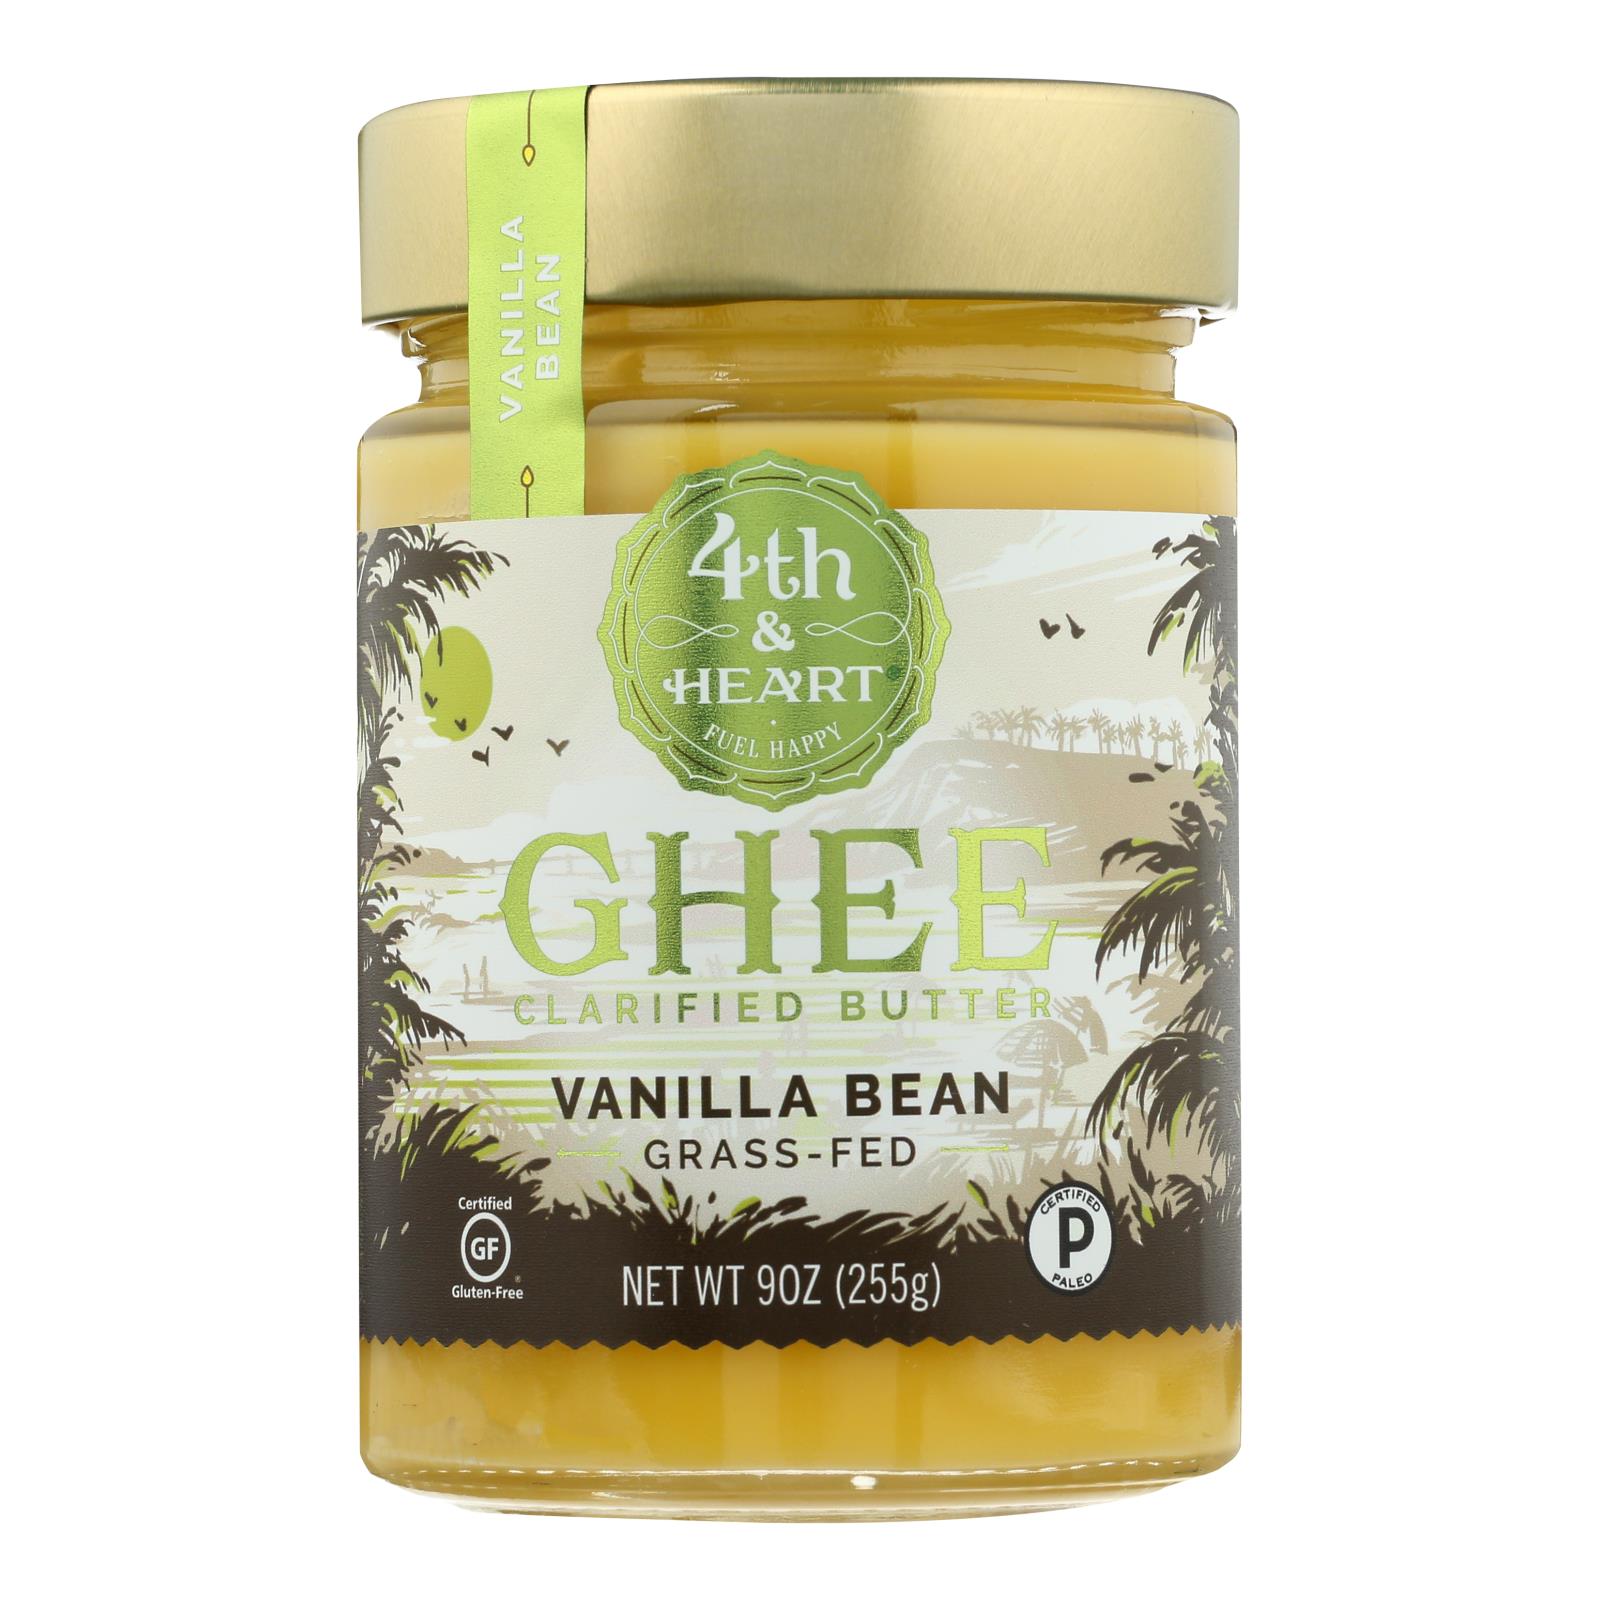 VANILLA
BEAN
4th
&
HEART®
FUEL HAPPY
GHEE
CLARIFIED BUTTER
VANILLA BEAN
GRASS-FED
Certified
GF
Gluten-Free®
CERTIFIED
P
PALEO
NET WT 9OZ (255g)